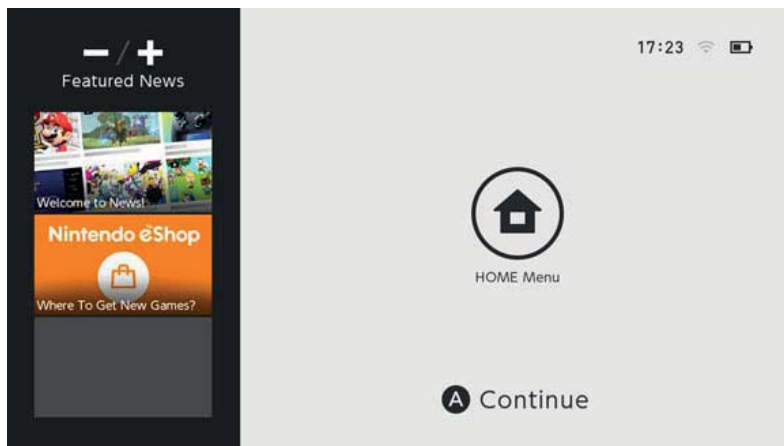 − / +
Featured News
Welcome to News!
Nintendo eShop
Where To Get New Games?
17:23
HOME Menu
A Continue